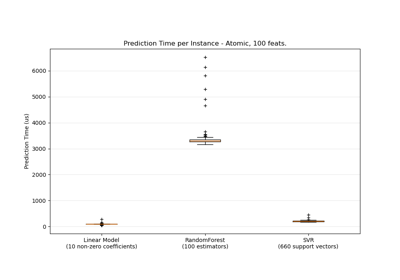 Prediction Time per Instance - Atomic, 100 feats.
Prediction Time (us)
6000
5000
4000
3000
2000
1000
0
Linear Model
(10 non-zero coefficients)
RandomForest
(100 estimators)
SVR
(660 support vectors)